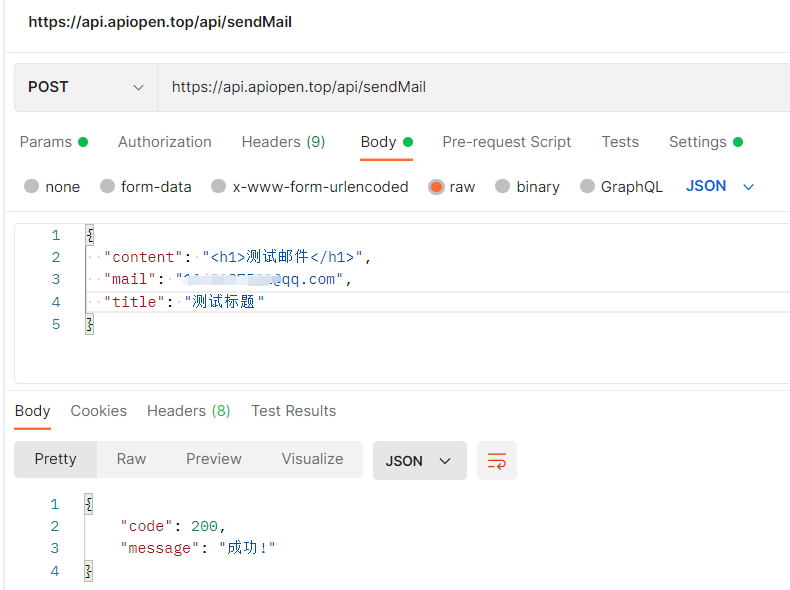 https://api.apiopen.top/api/sendMail
POST https://api.apiopen.top/api/sendMail
Params Authorization Headers (9) Body Pre-request Script Tests Settings
none form-data x-www-form-urlencoded raw binary GraphQL JSON
1 {
2 "content": "<h1>测试邮件</h1>",
3 "mail": "@qq.com",
4 "title": "测试标题"
5 }
Body Cookies Headers (8) Test Results
Pretty Raw Preview Visualize JSON
1 {
2 "code": 200,
3 "message": "成功!"
4 }